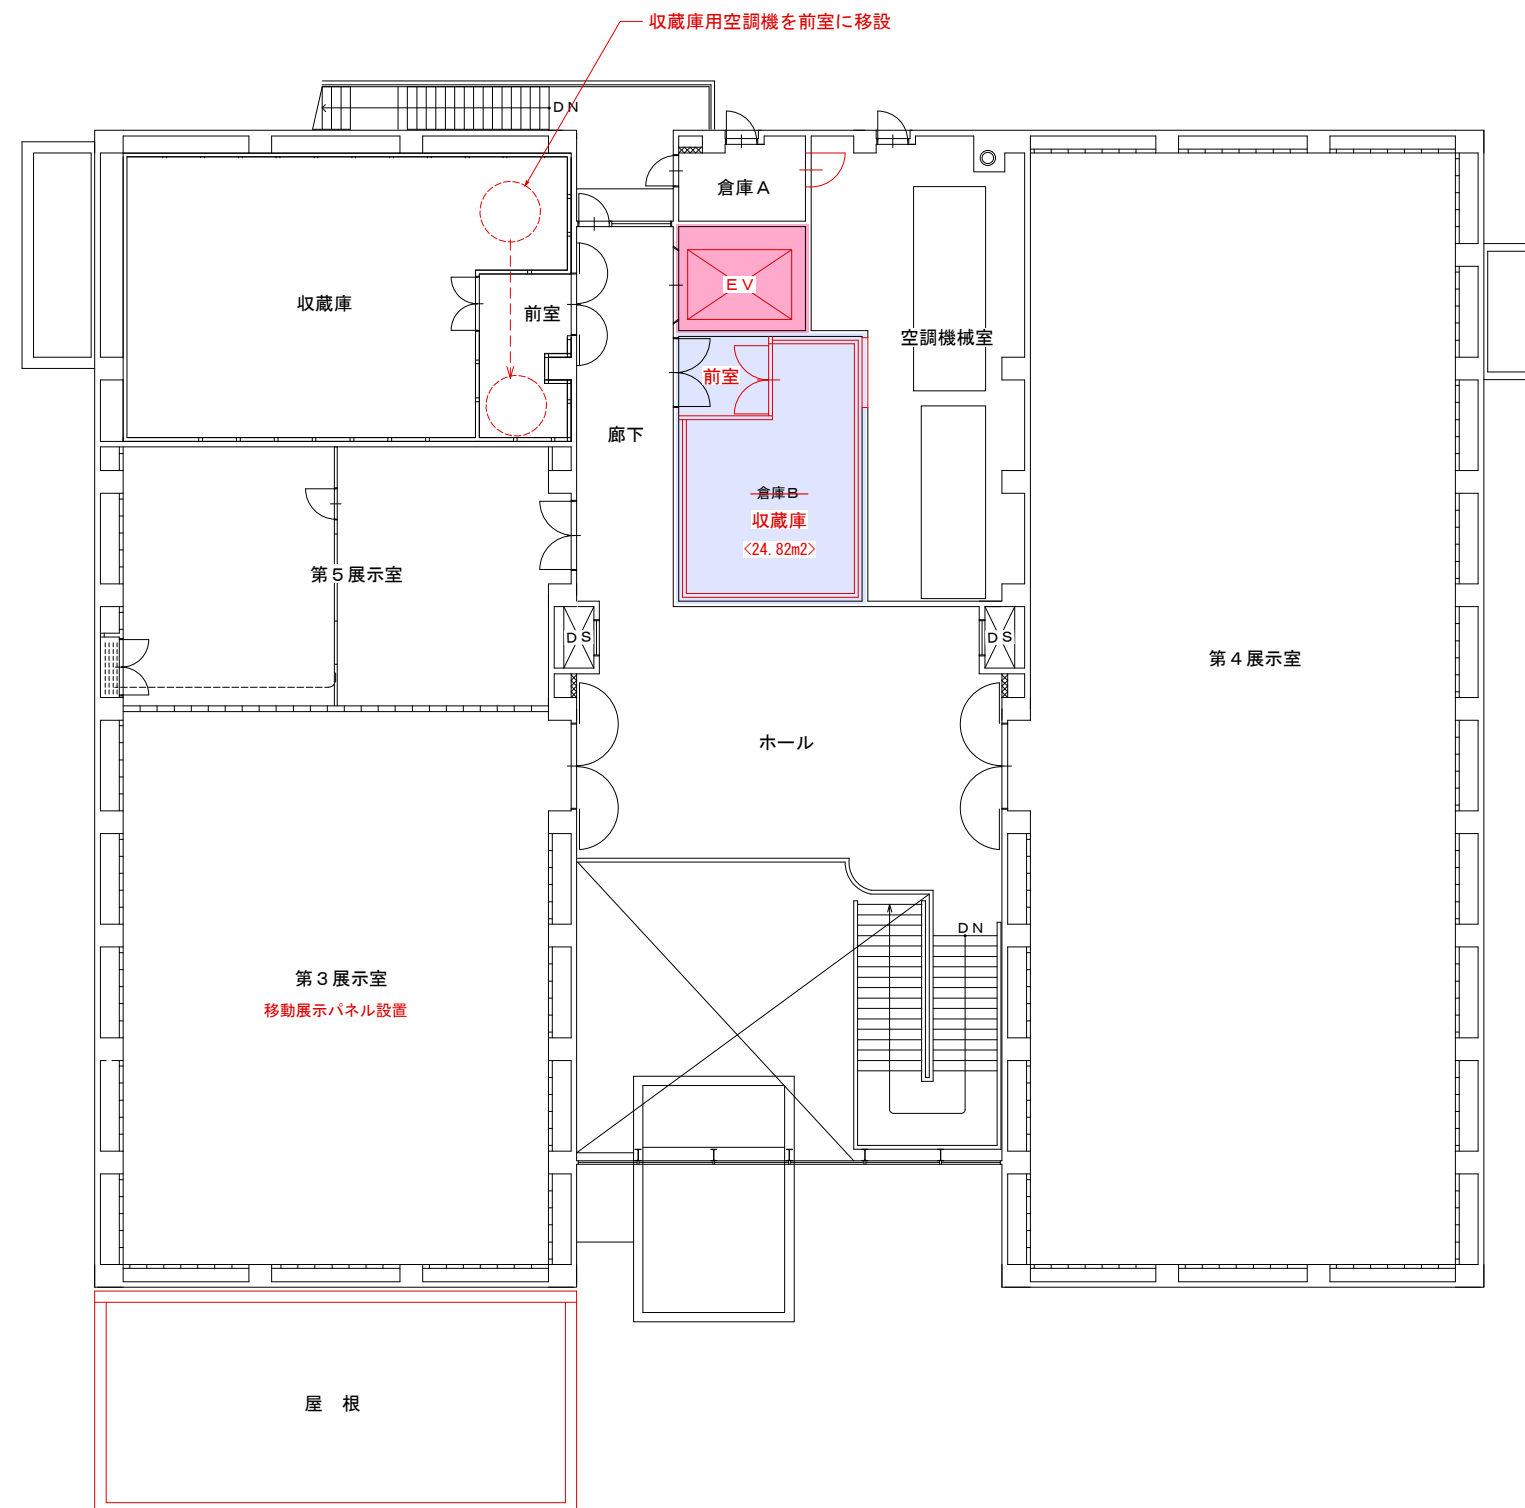 収蔵庫用空調機を前室に移設
DN
倉庫A
EV
収蔵庫
前室
空調機械室
前室
廊下
倉庫B
収蔵庫
<24.82m2>
第5展示室
DS
DS
第4展示室
ホール
DN
第3展示室
移動展示パネル設置
屋 根